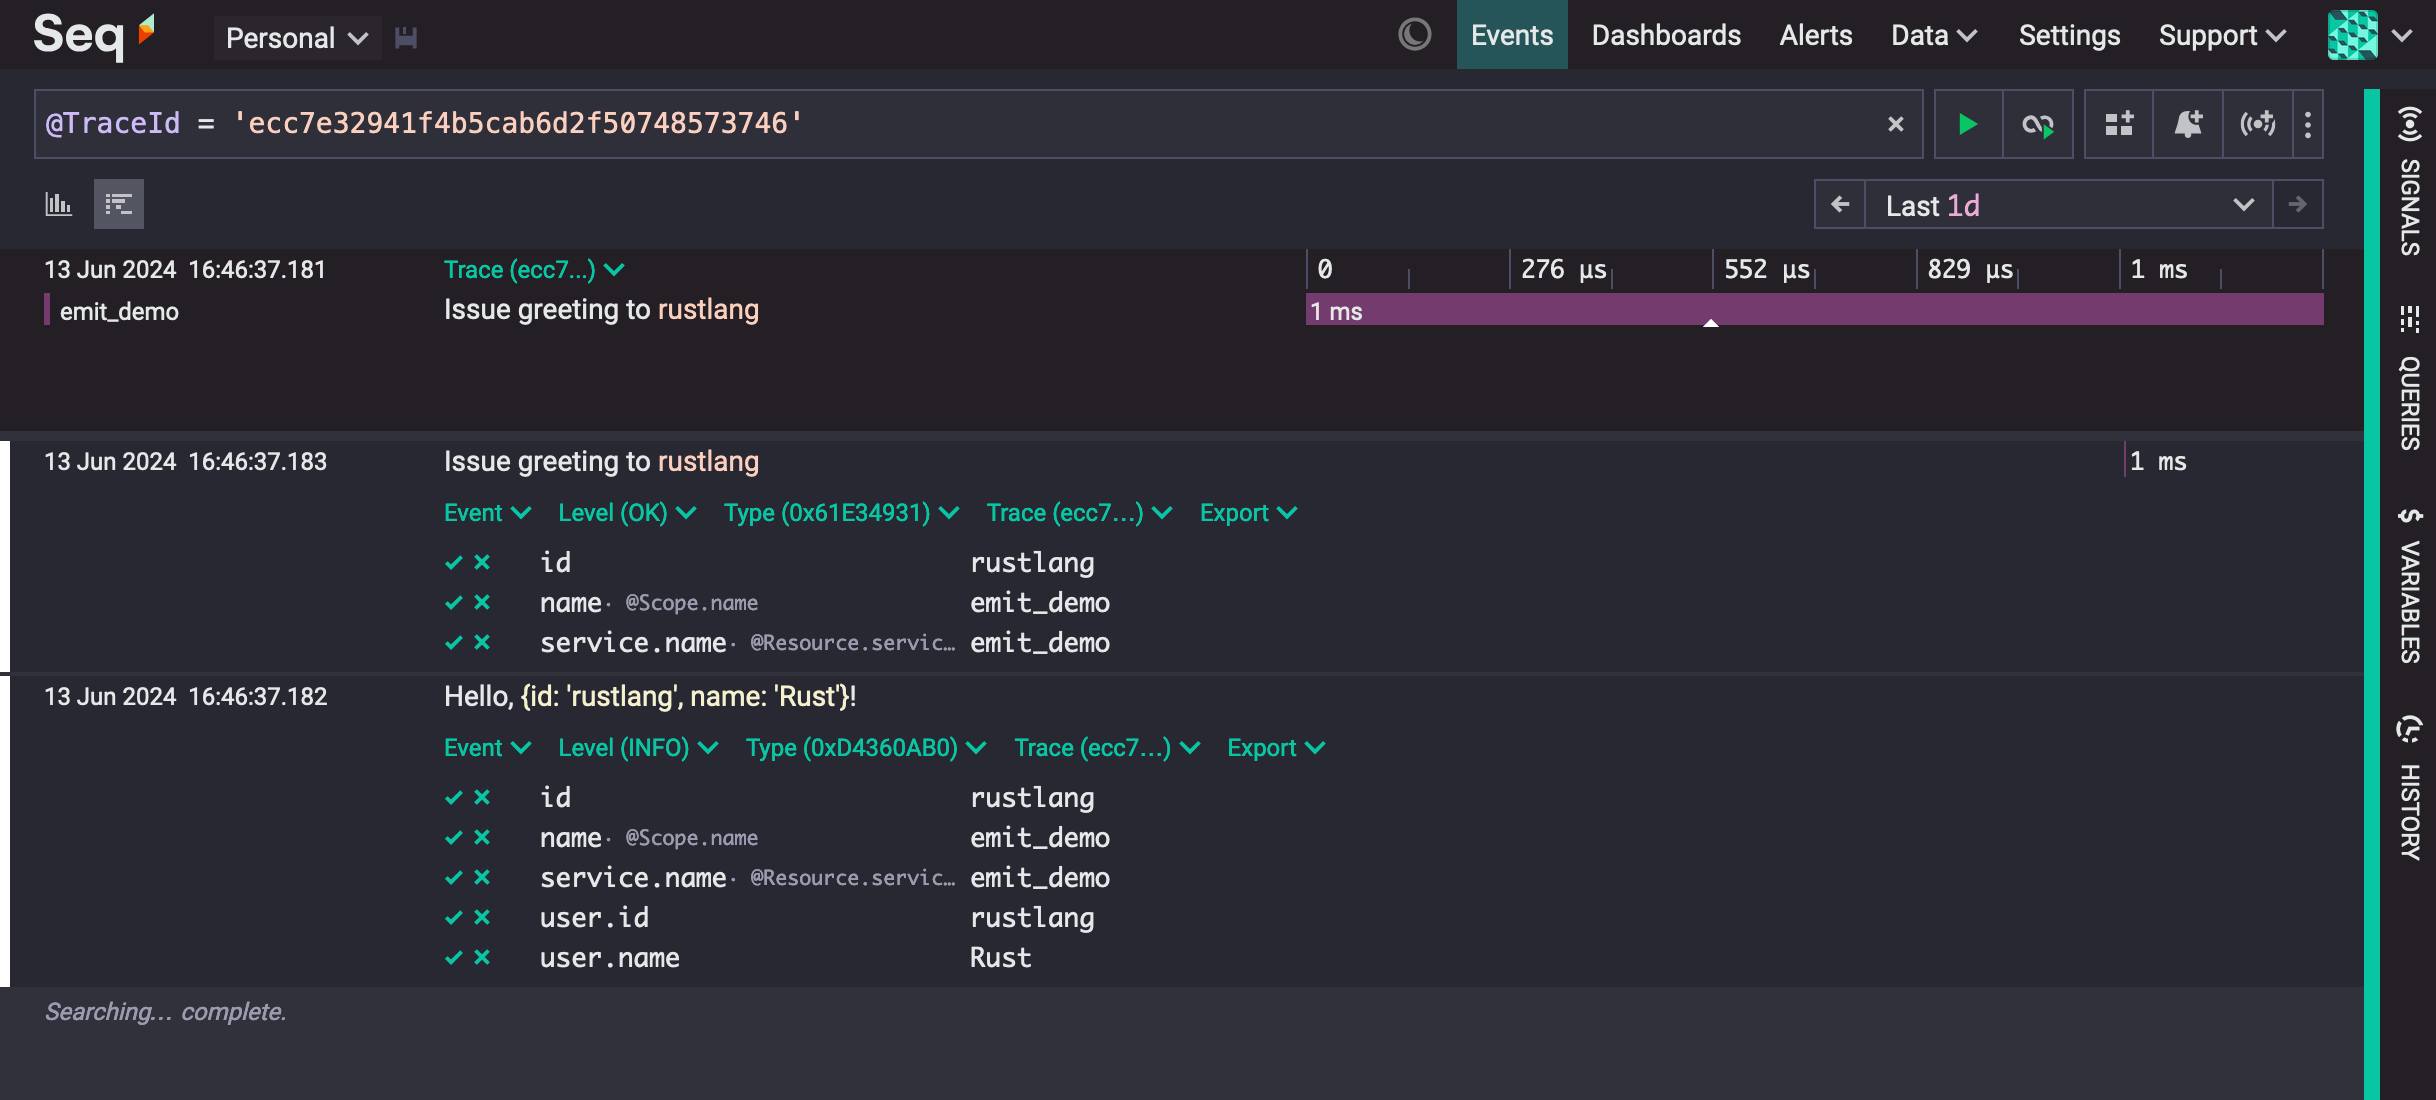 Seq Personal Events Dashboards Alerts Data Settings Support
@TraceId = 'ecc7e32941f4b5cab6d2f50748573746'
Last 1d
13 Jun 2024 16:46:37.181 Trace (ecc7...) 0 276 µs 552 µs 829 µs 1 ms
emit_demo Issue greeting to rustlang 1 ms
13 Jun 2024 16:46:37.183 Issue greeting to rustlang 1 ms
Event Level (OK) Type (0x61E34931) Trace (ecc7...) Export
id rustlang
name @Scope.name emit_demo
service.name @Resource.servic… emit_demo
13 Jun 2024 16:46:37.182 Hello, {id: 'rustlang', name: 'Rust'}!
Event Level (INFO) Type (0xD4360AB0) Trace (ecc7...) Export
id rustlang
name @Scope.name emit_demo
service.name @Resource.servic… emit_demo
user.id rustlang
user.name Rust
Searching... complete.
SIGNALS
QUERIES
$ VARIABLES
HISTORY